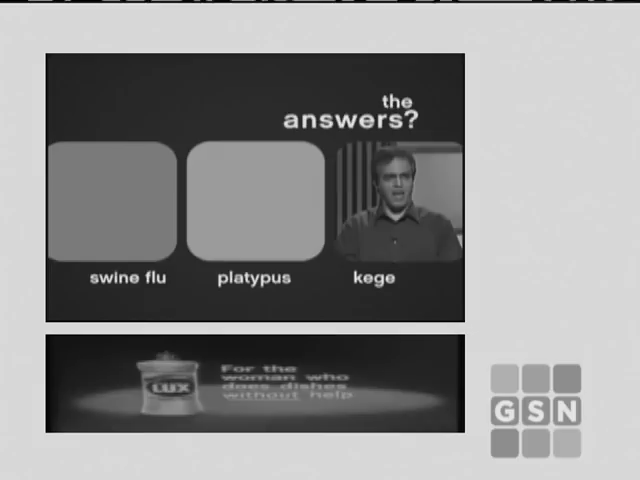 the
answers?
swine flu
platypus
kege
LUX
For the
woman who
does dishes
without help
GSN